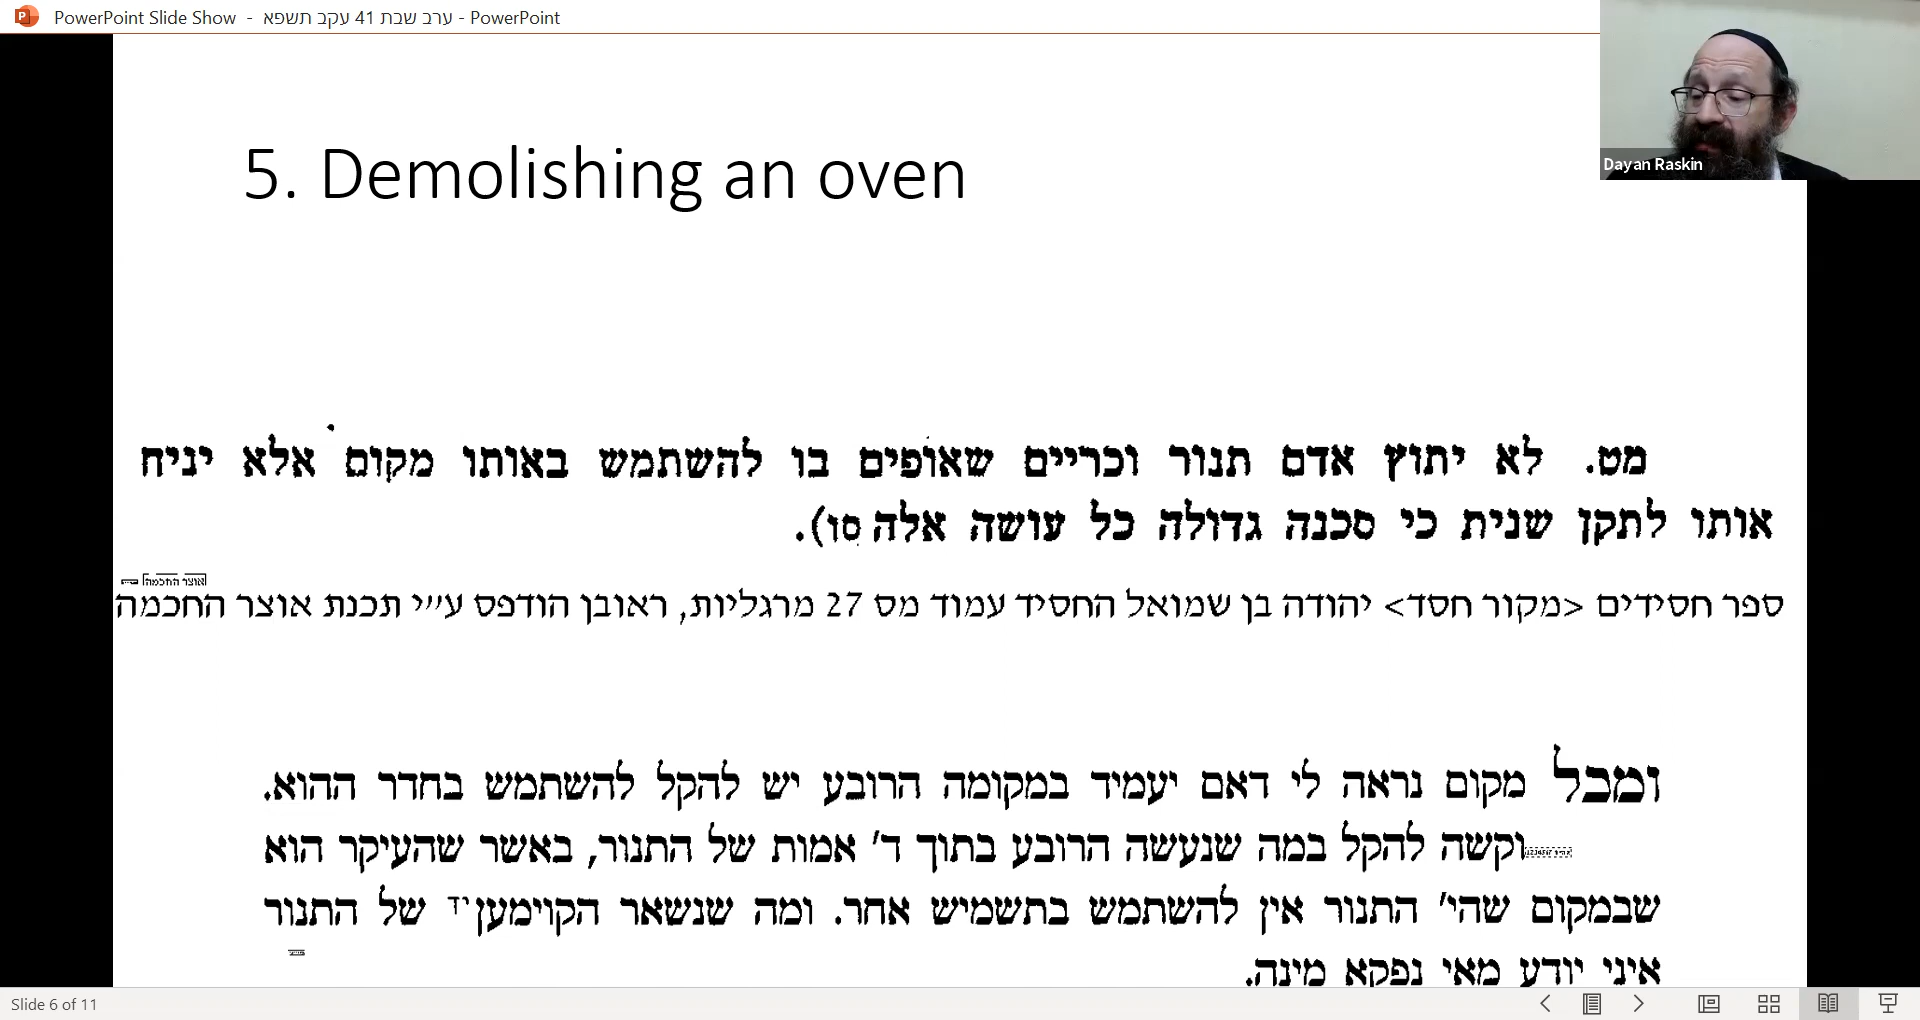 PowerPoint Slide Show - ערב שבת 41 עקב תשפא - PowerPoint
Dayan Raskin
5. Demolishing an oven
מט. לא יתוץ אדם תנור וכריים שאופים בו להשתמש באותו מקום אלא יניח
אותו לתקן שנית כי סכנה גדולה כל עושה אלה סו).
אוצר החכמה
ספר חסידים <מקור חסד> יהודה בן שמואל החסיד עמוד מס 27 מרגליות, ראובן הודפס ע״י תכנת אוצר החכמה
ומכל מקום נראה לי דאם יעמיד במקומה הרובע יש להקל להשתמש בחדר ההוא.
וקשה להקל במה שנעשה הרובע בתוך ד' אמות של התנור, באשר שהעיקר הוא
שבמקום שהי' התנור אין להשתמש בתשמיש אחר. ומה שנשאר הקוימען יד של התנור
איני יודע מאי נפקא מינה.
Slide 6 of 11